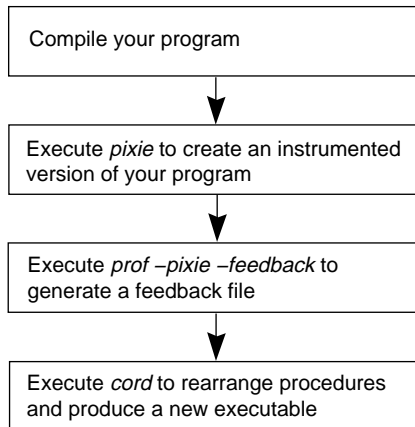 Compile your program
Execute pixie to create an instrumented
version of your program
Execute prof –pixie –feedback to
generate a feedback file
Execute cord to rearrange procedures
and produce a new executable